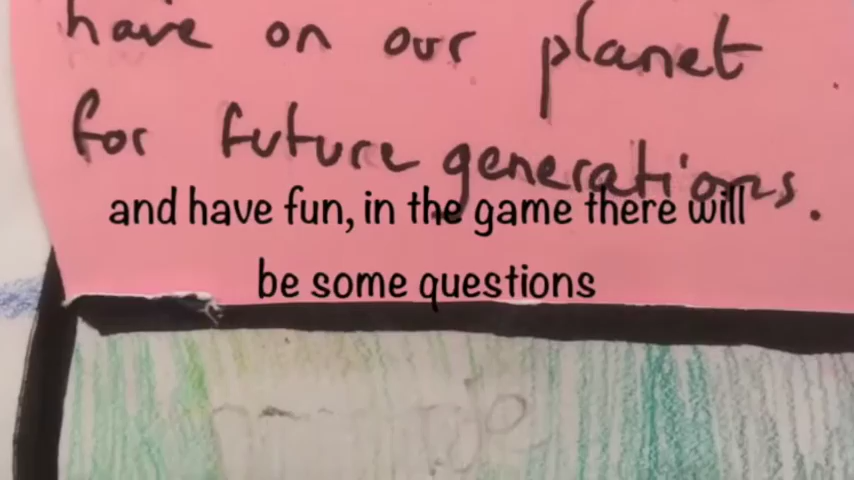 have on our planet
for future generations.
and have fun, in the game there will
be some questions